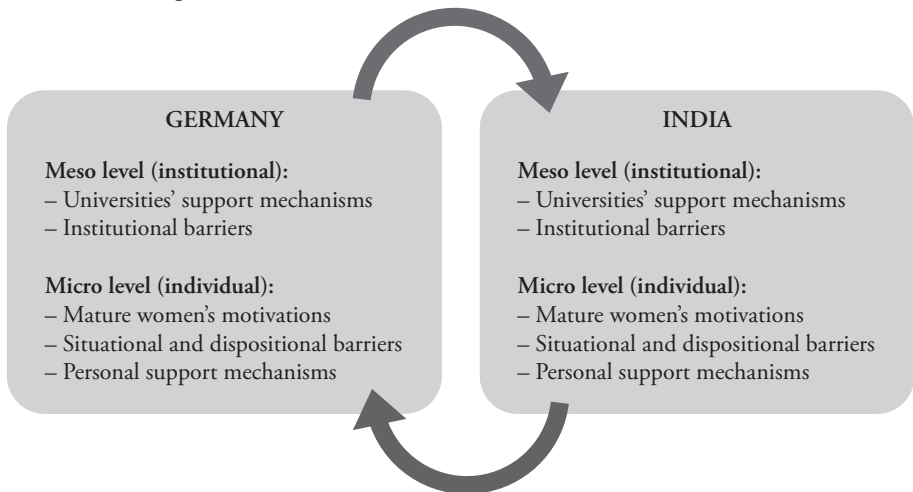 GERMANY
Meso level (institutional):
– Universities’ support mechanisms
– Institutional barriers
Micro level (individual):
– Mature women’s motivations
– Situational and dispositional barriers
– Personal support mechanisms
INDIA
Meso level (institutional):
– Universities’ support mechanisms
– Institutional barriers
Micro level (individual):
– Mature women’s motivations
– Situational and dispositional barriers
– Personal support mechanisms